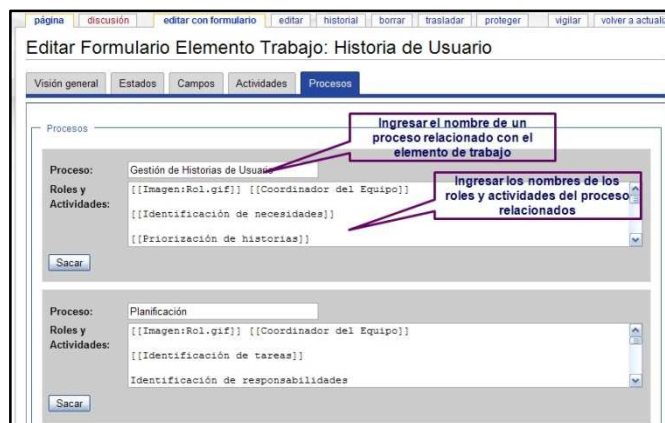 página discusión editar con formulario editar historial borrar trasladar proteger vigilar volver a actualiz
Editar Formulario Elemento Trabajo: Historia de Usuario
Visión general Estados Campos Actividades Procesos
Procesos
Ingresar el nombre de un
proceso relacionado con el
elemento de trabajo
Proceso: Gestión de Historias de Usuario
Roles y
Actividades:
[[Imagen:Rol.gif]] [[Coordinador del Equipo]]
[[Identificación de necesidades]]
[[Priorización de historias]]
Ingresar los nombres de los
roles y actividades del proceso
relacionados
Sacar
Proceso: Planificación
Roles y
Actividades:
[[Imagen:Rol.gif]] [[Coordinador del Equipo]]
[[Identificación de tareas]]
Identificación de responsabilidades
Sacar